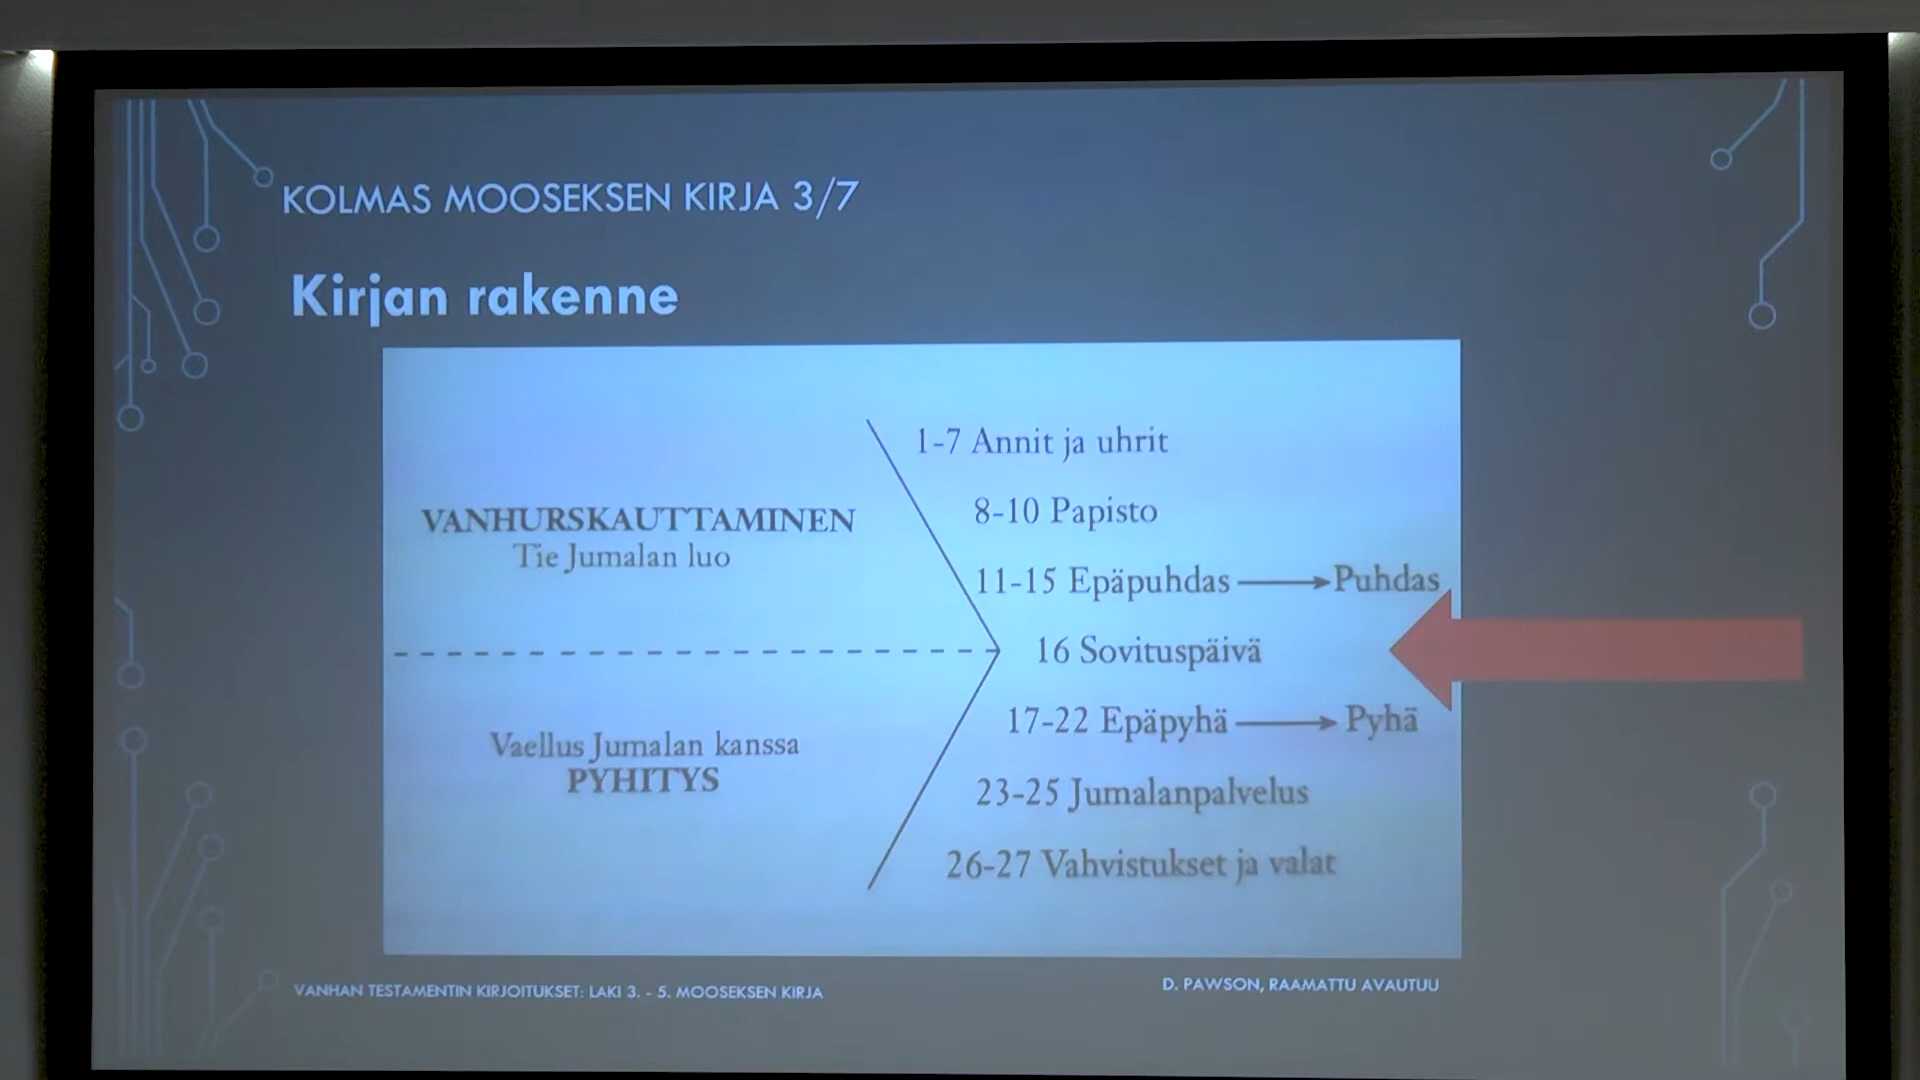 KOLMAS MOOSEKSEN KIRJA 3/7
Kirjan rakenne
VANHURSKAUTTAMINEN
Tie Jumalan luo
Vaellus Jumalan kanssa
PYHITYS
1-7 Annit ja uhrit
8-10 Papisto
11-15 Epäpuhdas → Puhdas
16 Sovituspäivä
17-22 Epäpyhä → Pyhä
23-25 Jumalanpalvelus
26-27 Vahvistukset ja valat
VANHAN TESTAMENTIN KIRJOITUKSET: LAKI 3. - 5. MOOSEKSEN KIRJA
D. PAWSON, RAAMATTU AVAUTUU